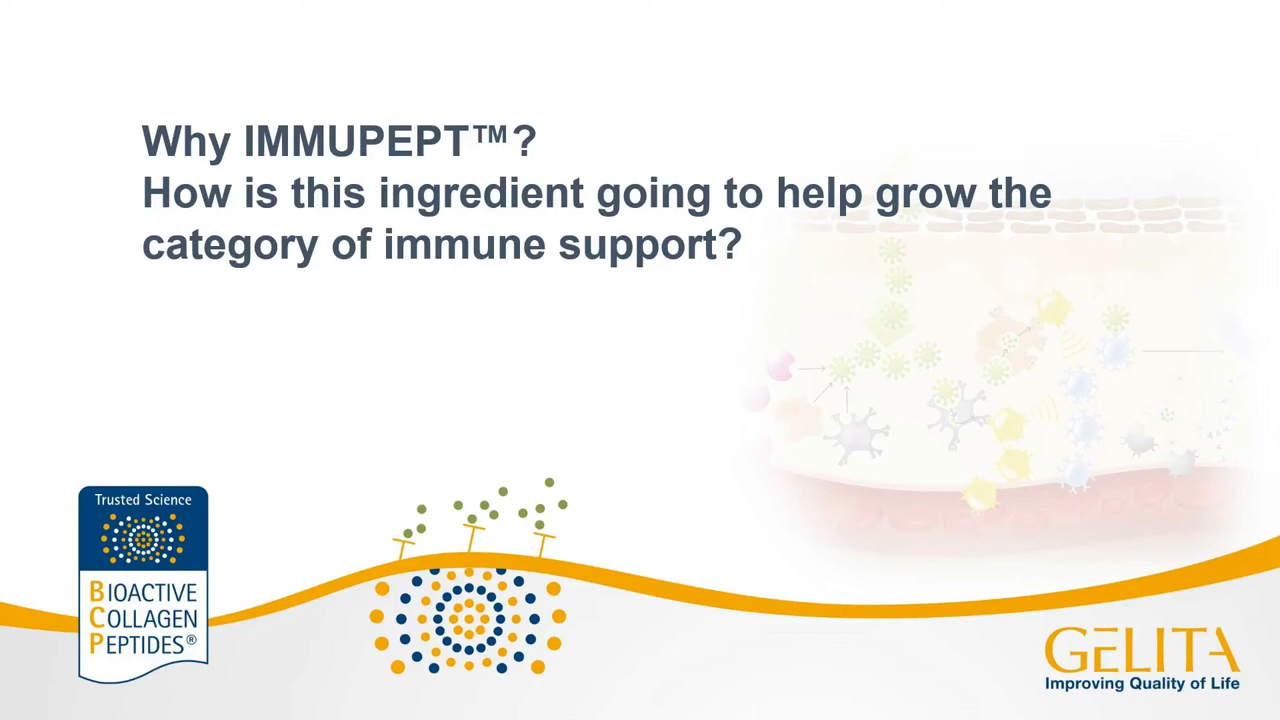 Why IMMUPEPT™?
How is this ingredient going to help grow the
category of immune support?
Trusted Science
BIOACTIVE
COLLAGEN
PEPTIDES®
GELITA
Improving Quality of Life